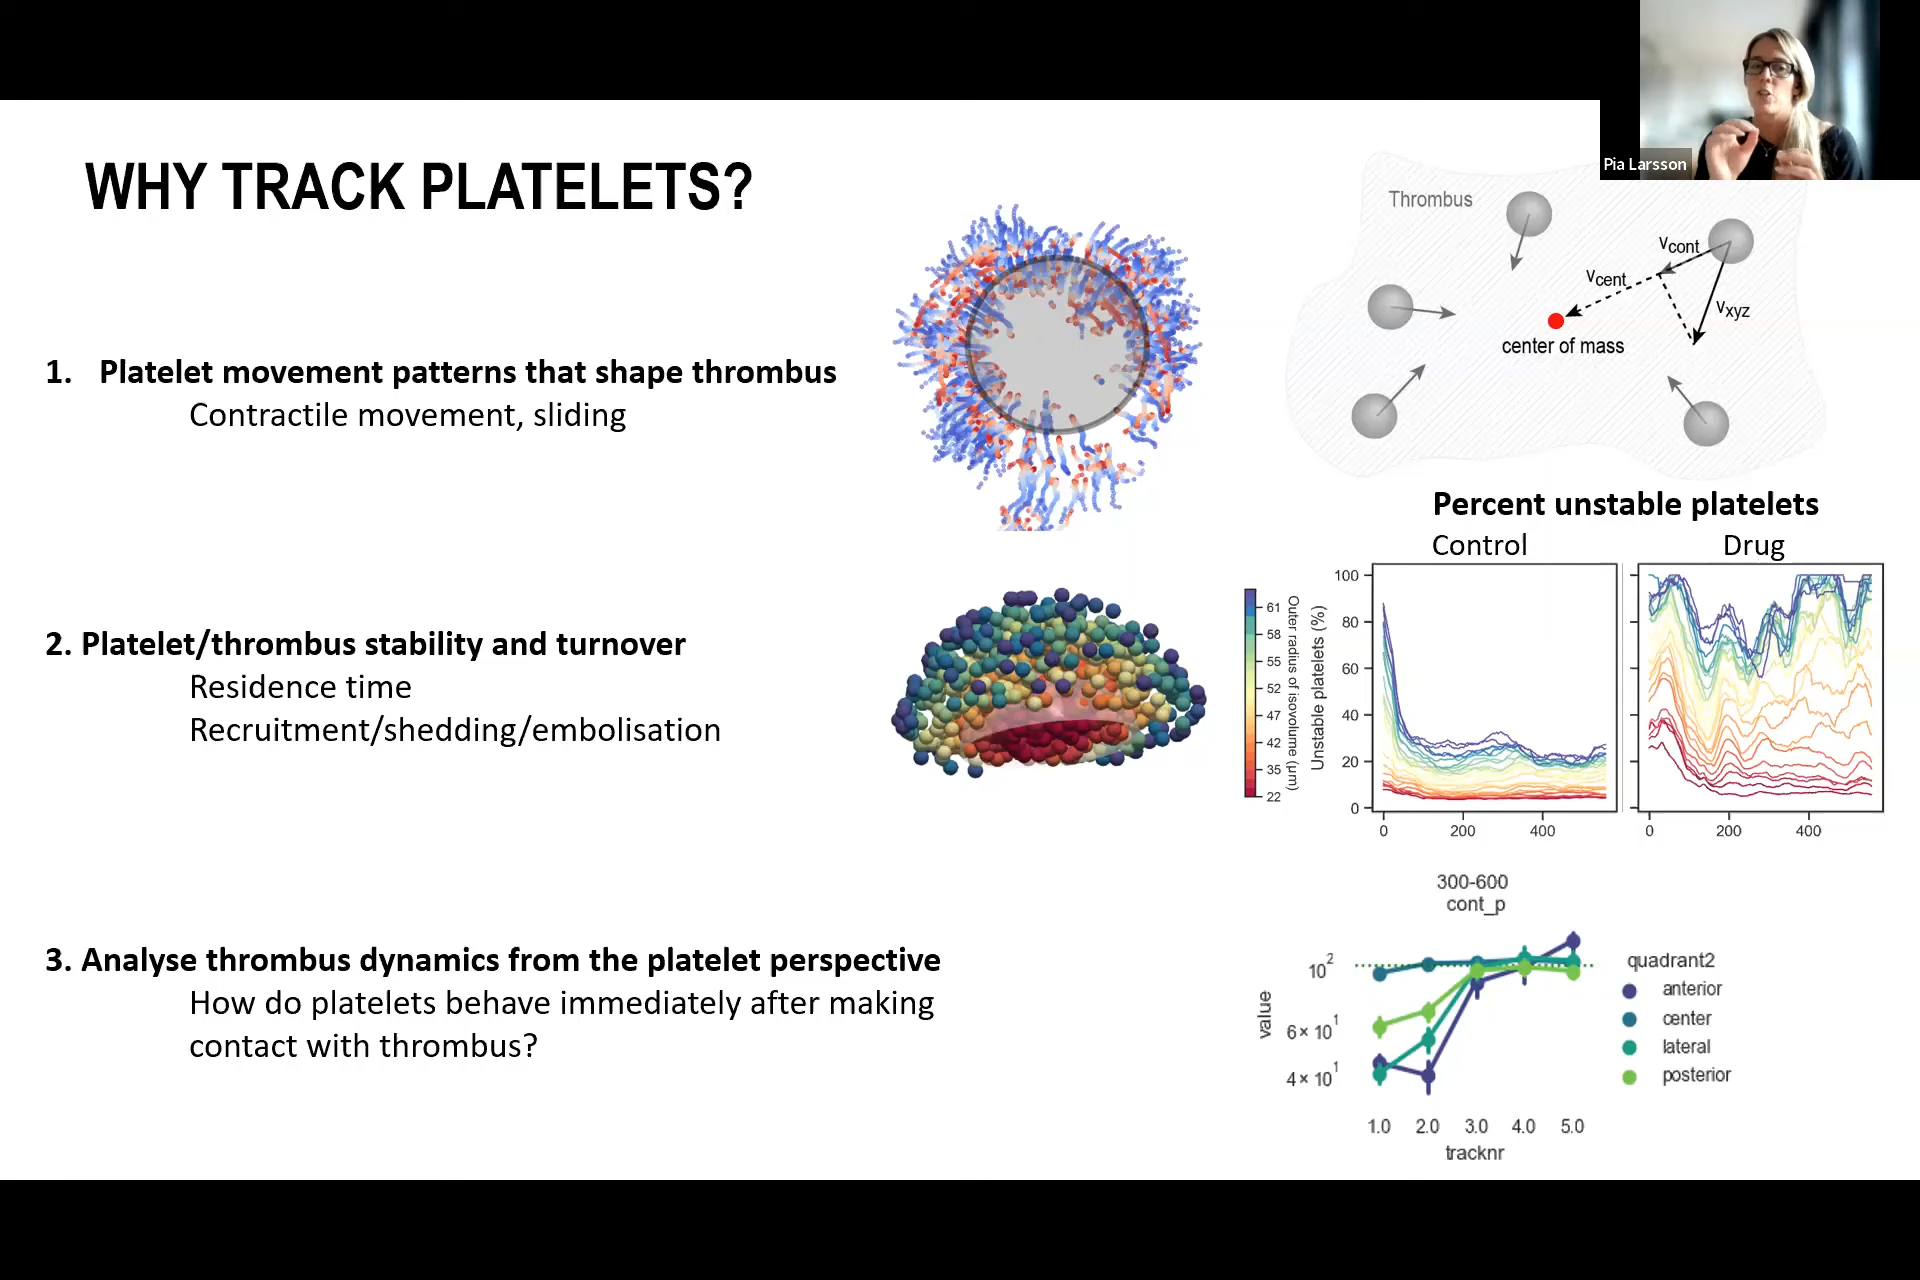 Pia Larsson
WHY TRACK PLATELETS?
1. Platelet movement patterns that shape thrombus
Contractile movement, sliding
Thrombus
vcont
vcent
vxyz
center of mass
2. Platelet/thrombus stability and turnover
Residence time
Recruitment/shedding/embolisation
Percent unstable platelets
Control Drug
61
58
55
52
47
42
35
22
Outer radius of isovolume (μm)
Unstable platelets (%)
100
80
60
40
20
0
0 200 400
0 200 400
3. Analyse thrombus dynamics from the platelet perspective
How do platelets behave immediately after making
contact with thrombus?
300-600
cont_p
value
10²
6 × 10¹
4 × 10¹
1.0 2.0 3.0 4.0 5.0
tracknr
quadrant2
anterior
center
lateral
posterior